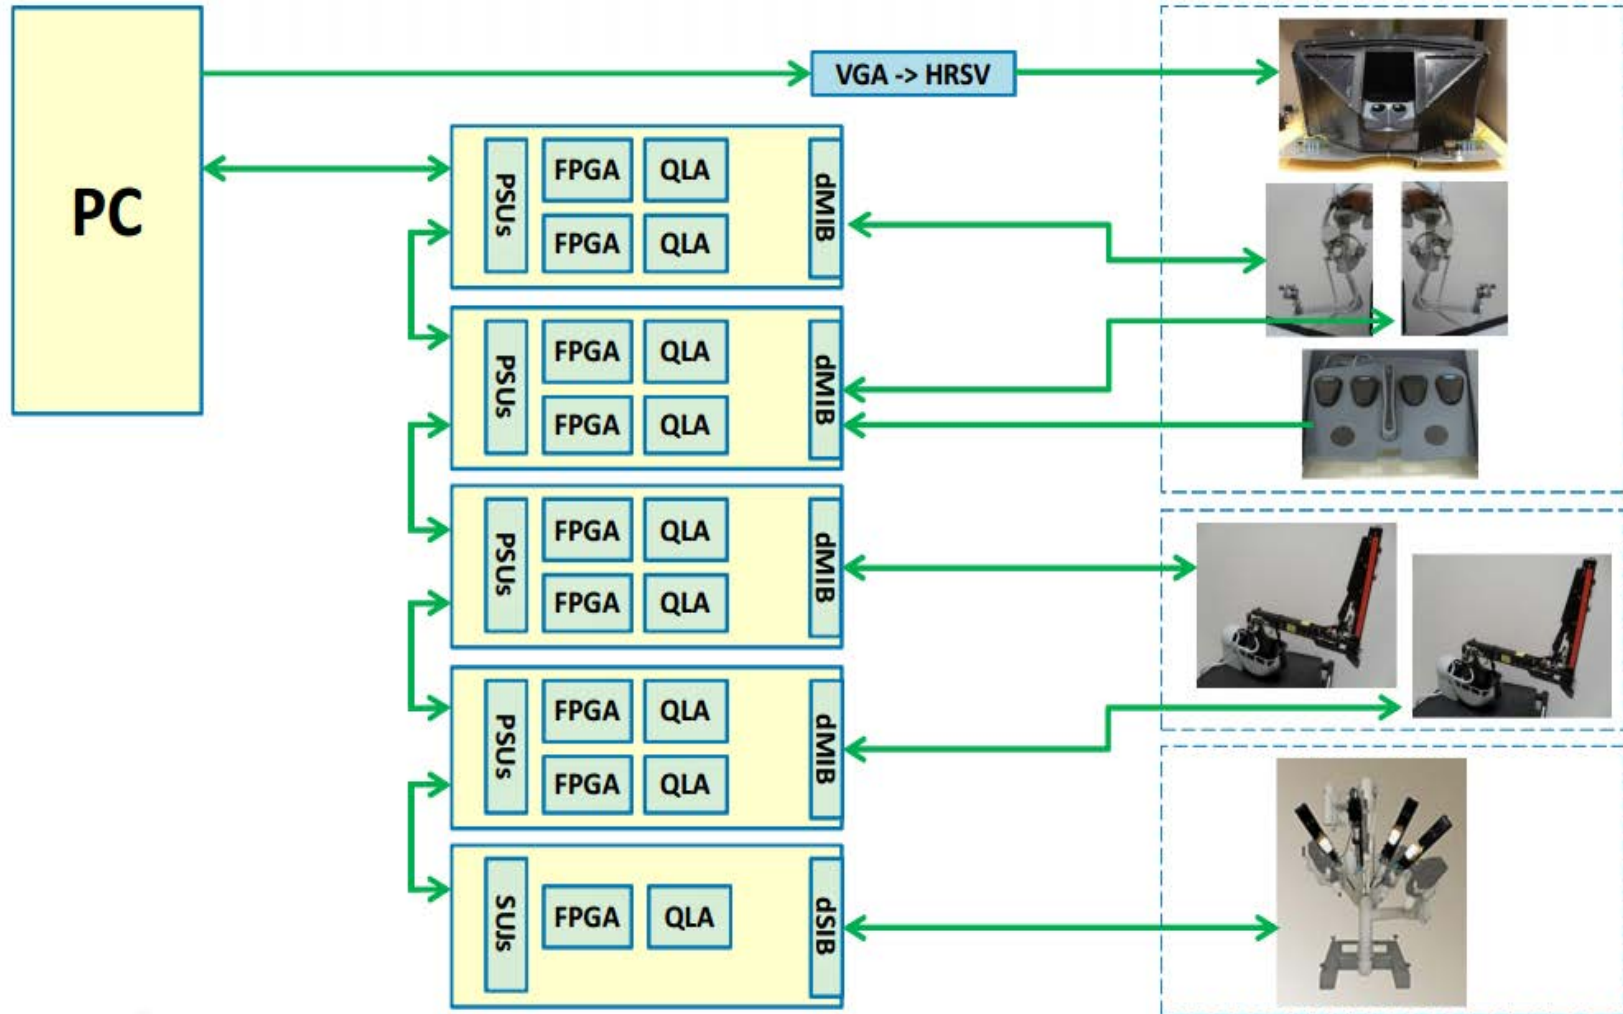 PC
VGA -> HRSV
PSUs
FPGA
QLA
FPGA
QLA
dMIB
PSUs
FPGA
QLA
FPGA
QLA
dMIB
PSUs
FPGA
QLA
FPGA
QLA
dMIB
PSUs
FPGA
QLA
FPGA
QLA
dMIB
SUJs
FPGA
QLA
dSIB